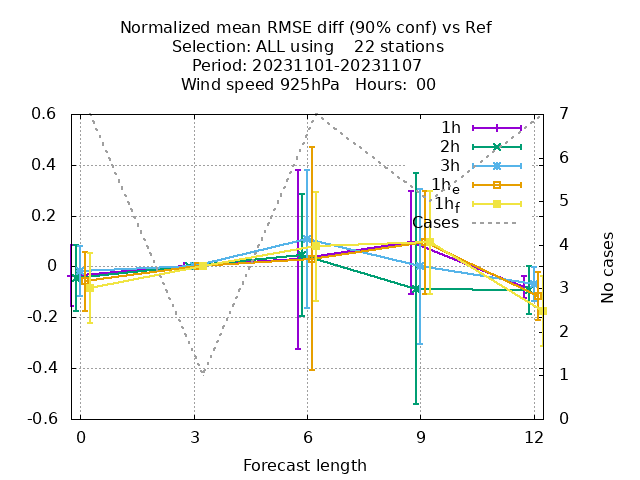 Normalized mean RMSE diff (90% conf) vs Ref
Selection: ALL using    22 stations
Period: 20231101-20231107
Wind speed 925hPa   Hours:  00
0.6
0.4
0.2
0
-0.2
-0.4
-0.6
7
6
5
4
3
2
1
0
No cases
1h
2h
3h
1he
1hf
Cases
0
3
6
9
12
Forecast length